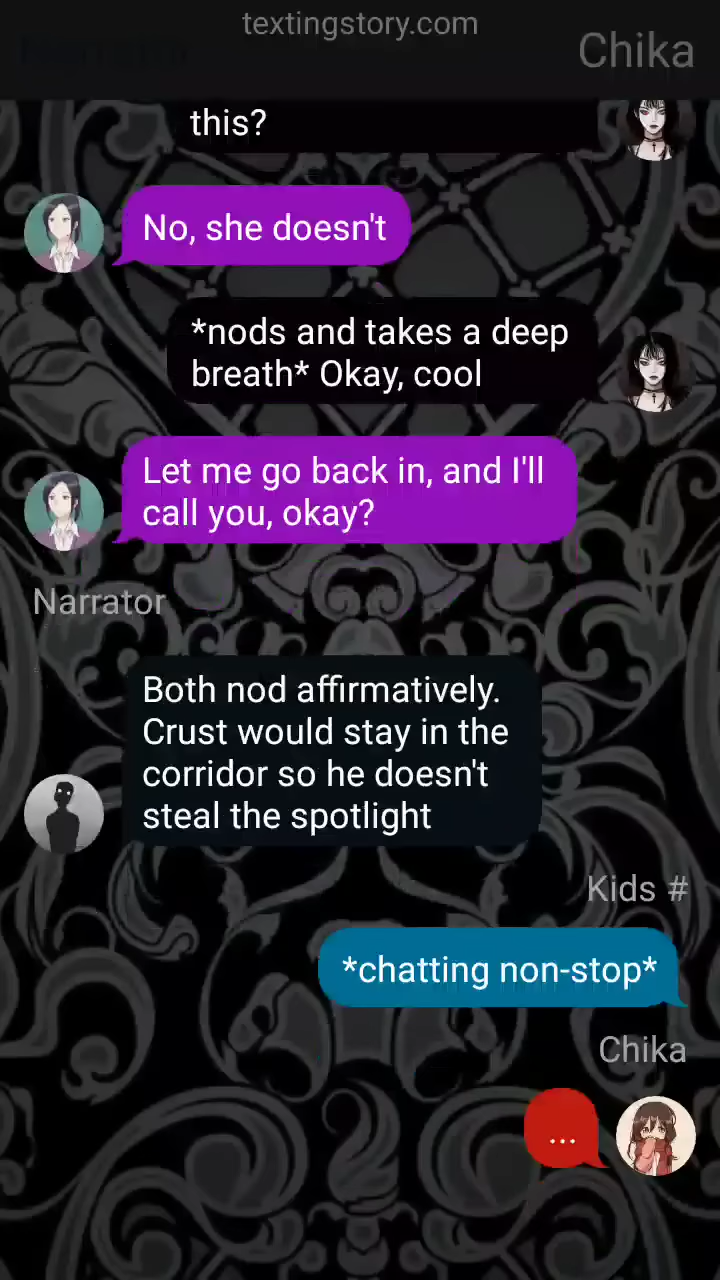 textingstory.com
Chika
this?
No, she doesn't
*nods and takes a deep
breath* Okay, cool
Let me go back in, and I'll
call you, okay?
Narrator
Both nod affirmatively.
Crust would stay in the
corridor so he doesn't
steal the spotlight
Kids #
*chatting non-stop*
Chika
...